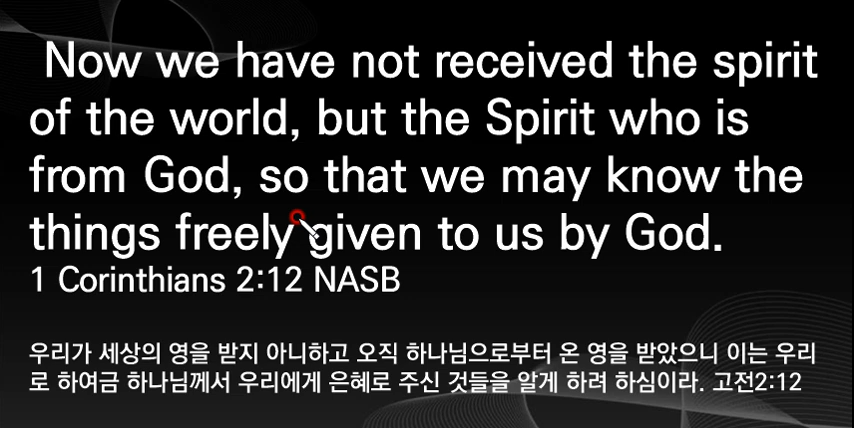 Now we have not received the spirit
of the world, but the Spirit who is
from God, so that we may know the
things freely given to us by God.
1 Corinthians 2:12 NASB
우리가 세상의 영을 받지 아니하고 오직 하나님으로부터 온 영을 받았으니 이는 우리
로 하여금 하나님께서 우리에게 은혜로 주신 것들을 알게 하려 하심이라. 고전2:12